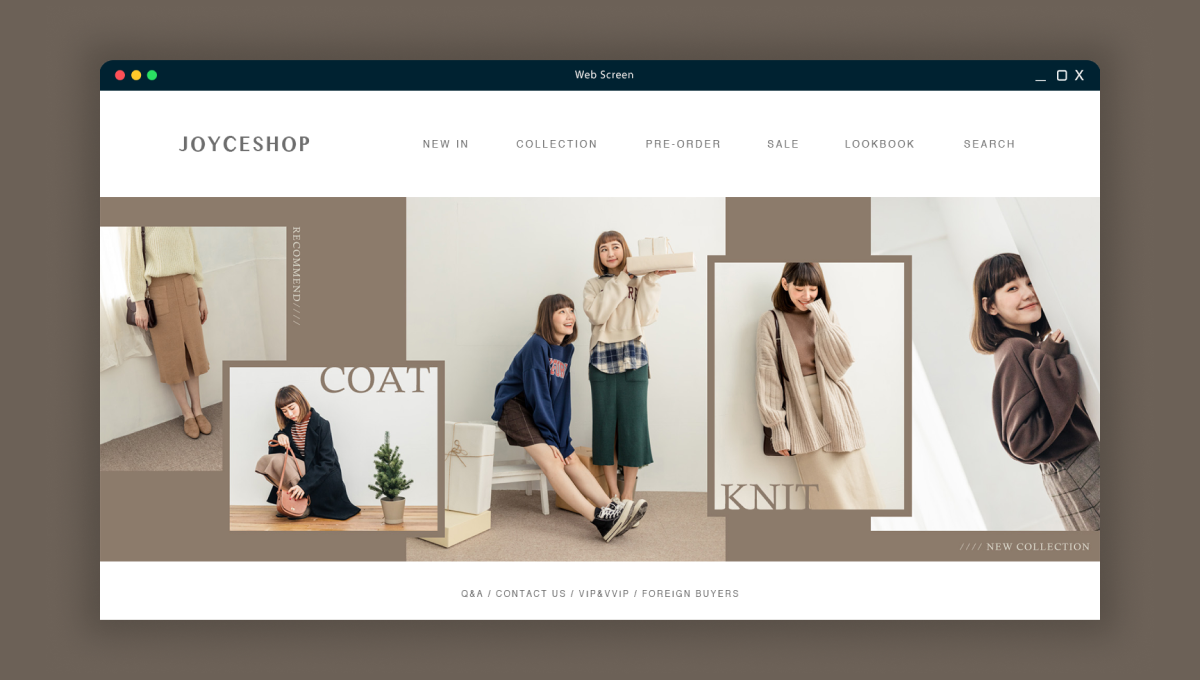 Web Screen
JOYCESHOP
NEW IN
COLLECTION
PRE-ORDER
SALE
LOOKBOOK
SEARCH
RECOMMEND////
COAT
KNIT
//// NEW COLLECTION
Q&A / CONTACT US / VIP&VVIP / FOREIGN BUYERS